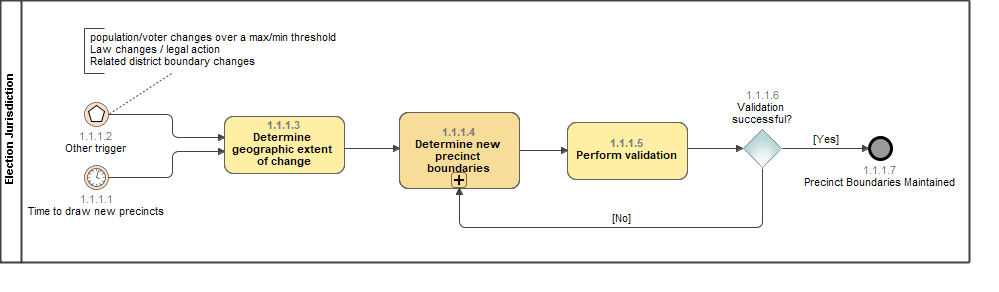 Election Jurisdiction
population/voter changes over a max/min threshold
Law changes / legal action
Related district boundary changes
1.1.1.2
Other trigger
1.1.1.1
Time to draw new precincts
1.1.1.3
Determine
geographic extent
of change
1.1.1.4
Determine new
precinct
boundaries
1.1.1.5
Perform validation
1.1.1.6
Validation
successful?
[Yes]
[No]
1.1.1.7
Precinct Boundaries Maintained